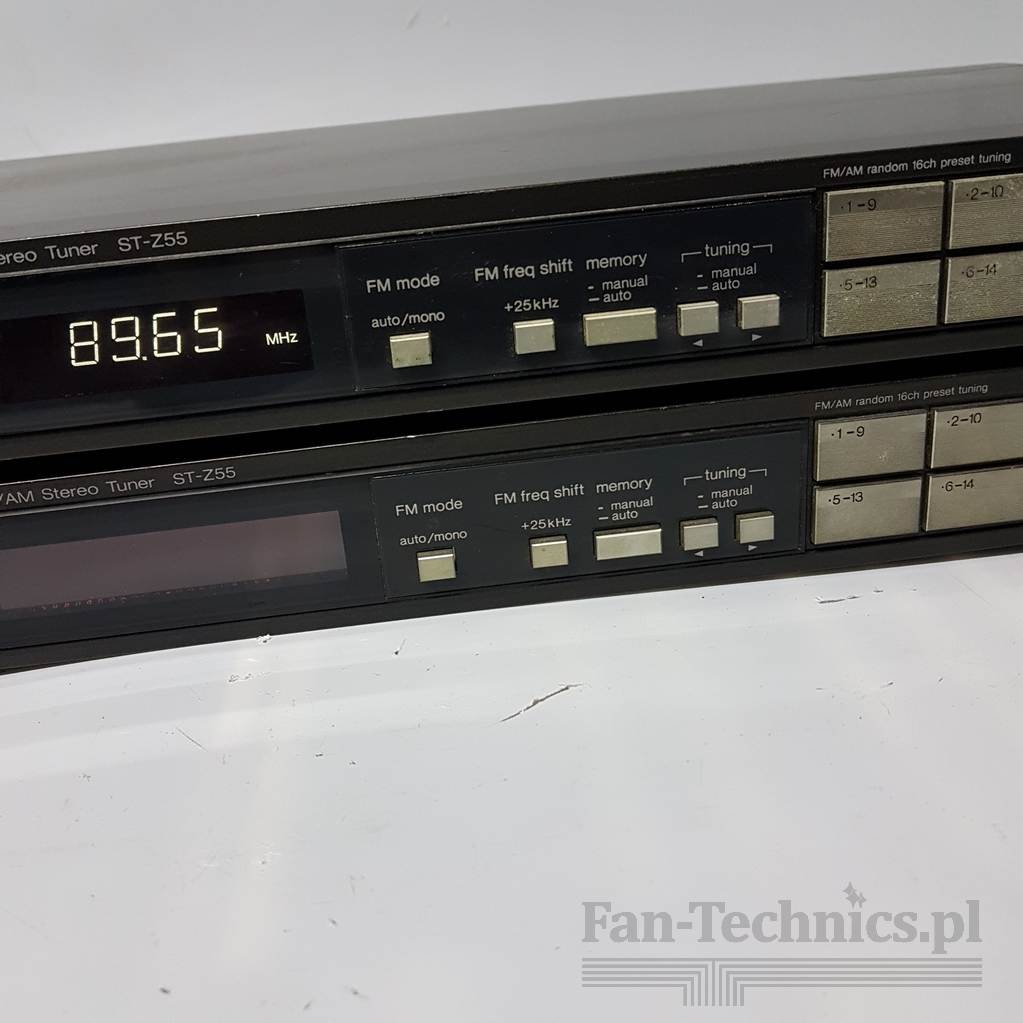 FM/AM random 16ch preset tuning
Tuner ST-Z55
·1-9
·2-10
·5-13
·6-14
FM mode
auto/mono
FM freq shift
+25kHz
memory
- manual
– auto
tuning
- manual
– auto
◄ ►
89.65 MHz
FM/AM random 16ch preset tuning
/AM Stereo Tuner ST-Z55
·1-9
·2-10
·5-13
·6-14
FM mode
auto/mono
FM freq shift
+25kHz
memory
- manual
– auto
tuning
- manual
– auto
◄ ►
Fan-Technics.pl